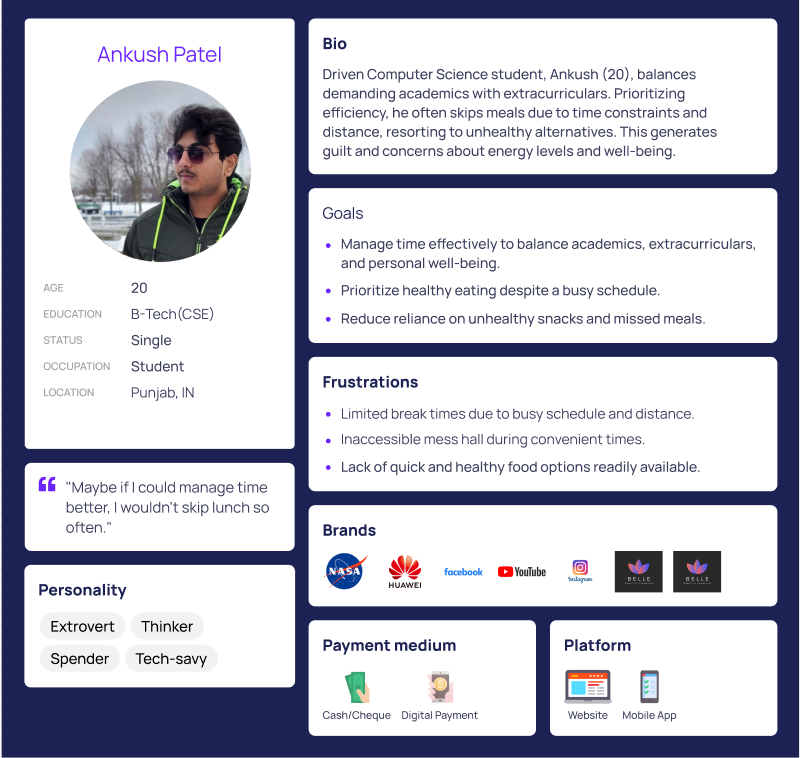 Ankush Patel
AGE 20
EDUCATION B-Tech(CSE)
STATUS Single
OCCUPATION Student
LOCATION Punjab, IN
"Maybe if I could manage time
better, I wouldn't skip lunch so
often."
Personality
Extrovert Thinker
Spender Tech-savy
Bio
Driven Computer Science student, Ankush (20), balances
demanding academics with extracurriculars. Prioritizing
efficiency, he often skips meals due to time constraints and
distance, resorting to unhealthy alternatives. This generates
guilt and concerns about energy levels and well-being.
Goals
Manage time effectively to balance academics, extracurriculars,
and personal well-being.
Prioritize healthy eating despite a busy schedule.
Reduce reliance on unhealthy snacks and missed meals.
Frustrations
Limited break times due to busy schedule and distance.
Inaccessible mess hall during convenient times.
Lack of quick and healthy food options readily available.
Brands
NASA HUAWEI facebook YouTube Instagram BELLE BELLE
Payment medium
Cash/Cheque Digital Payment
Platform
Website Mobile App